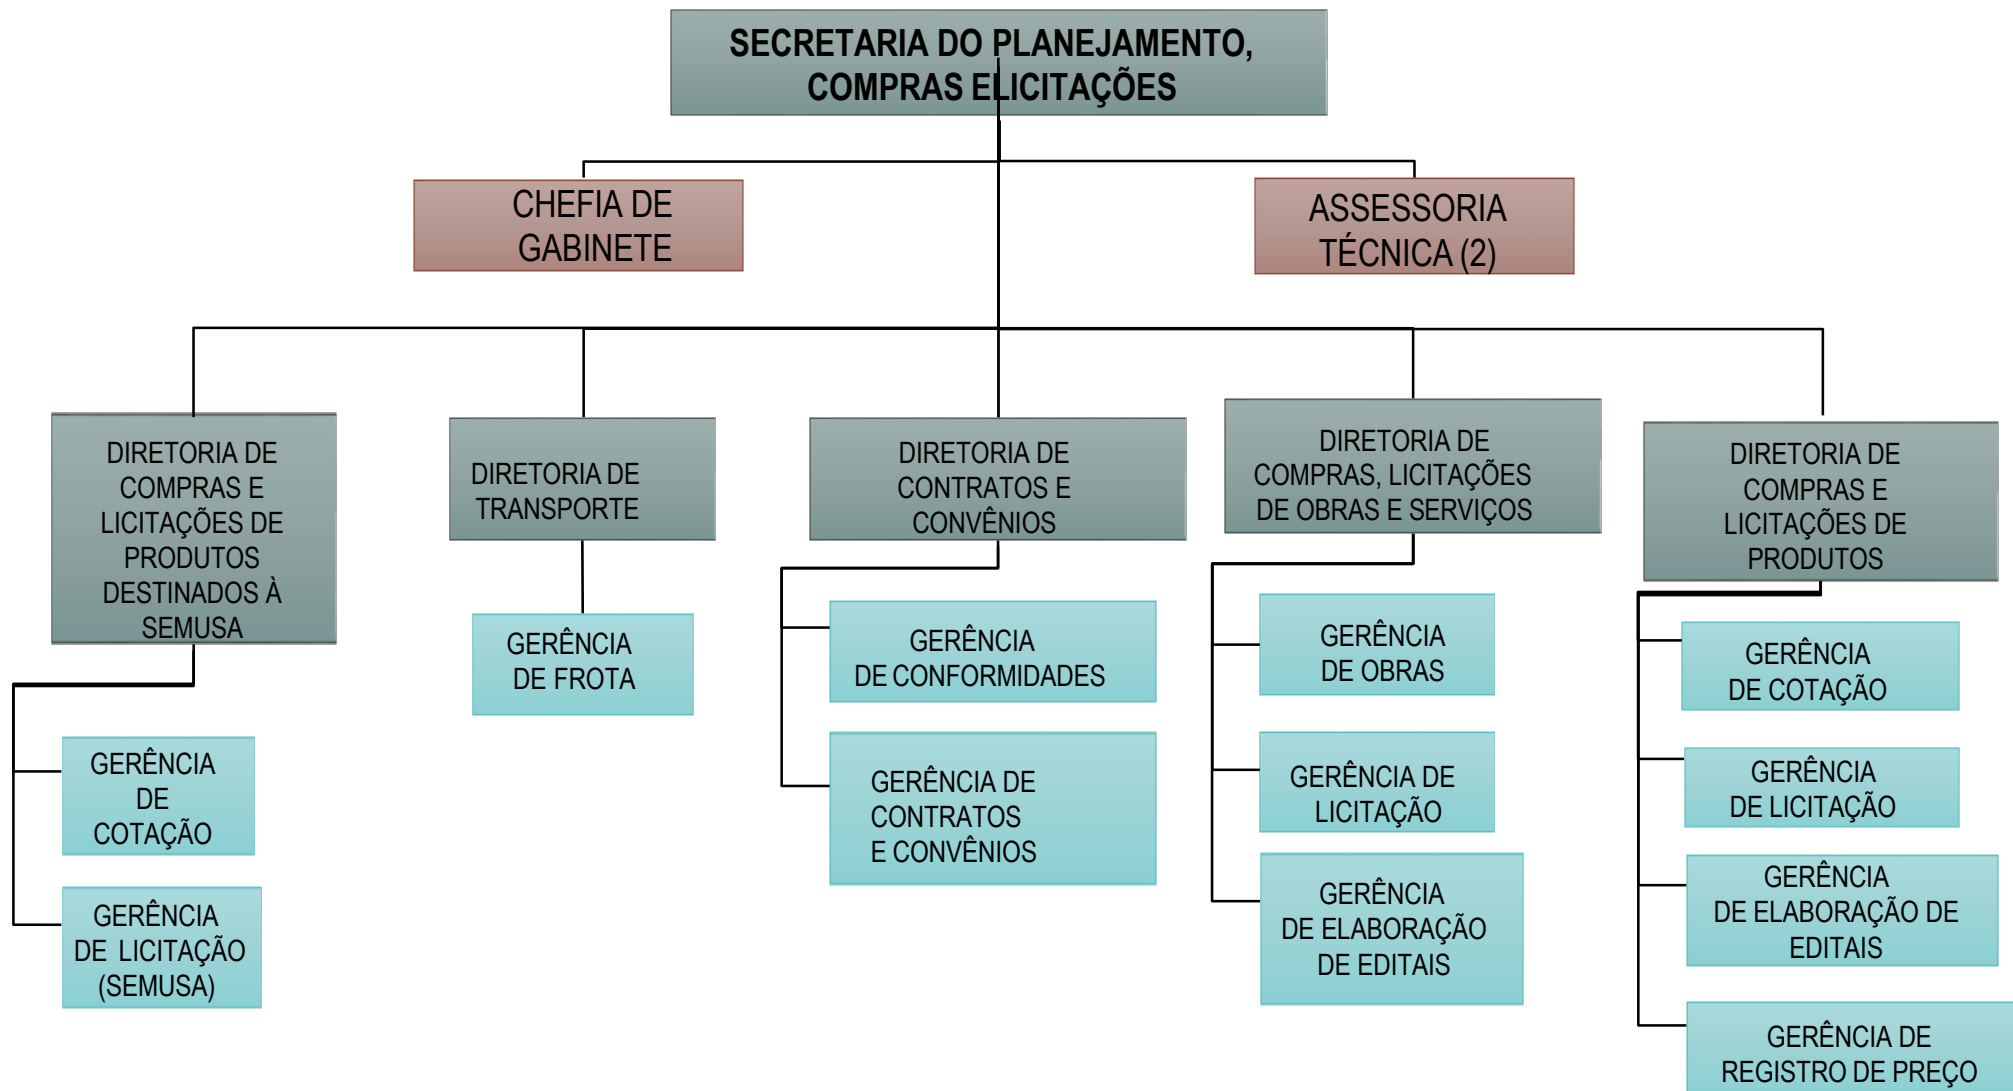 SECRETARIA DO PLANEJAMENTO,
COMPRAS ELICITAÇÕES
CHEFIA DE
GABINETE
ASSESSORIA
TÉCNICA (2)
DIRETORIA DE
COMPRAS E
LICITAÇÕES DE
PRODUTOS
DESTINADOS À
SEMUSA
DIRETORIA DE
TRANSPORTE
DIRETORIA DE
CONTRATOS E
CONVÊNIOS
DIRETORIA DE
COMPRAS, LICITAÇÕES
DE OBRAS E SERVIÇOS
DIRETORIA DE
COMPRAS E
LICITAÇÕES DE
PRODUTOS
GERÊNCIA
DE
COTAÇÃO
GERÊNCIA
DE LICITAÇÃO
(SEMUSA)
GERÊNCIA
DE FROTA
GERÊNCIA
DE CONFORMIDADES
GERÊNCIA DE
CONTRATOS
E CONVÊNIOS
GERÊNCIA
DE OBRAS
GERÊNCIA DE
LICITAÇÃO
GERÊNCIA
DE ELABORAÇÃO
DE EDITAIS
GERÊNCIA
DE COTAÇÃO
GERÊNCIA
DE LICITAÇÃO
GERÊNCIA
DE ELABORAÇÃO DE
EDITAIS
GERÊNCIA DE
REGISTRO DE PREÇO